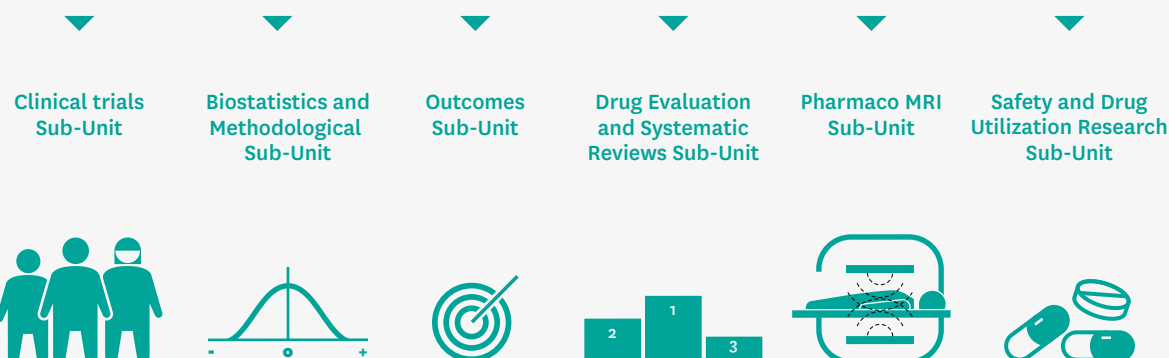 Clinical trials
Sub-Unit
Biostatistics and
Methodological
Sub-Unit
Outcomes
Sub-Unit
Drug Evaluation
and Systematic
Reviews Sub-Unit
Pharmaco MRI
Sub-Unit
Safety and Drug
Utilization Research
Sub-Unit
- 0 +
2
1
3